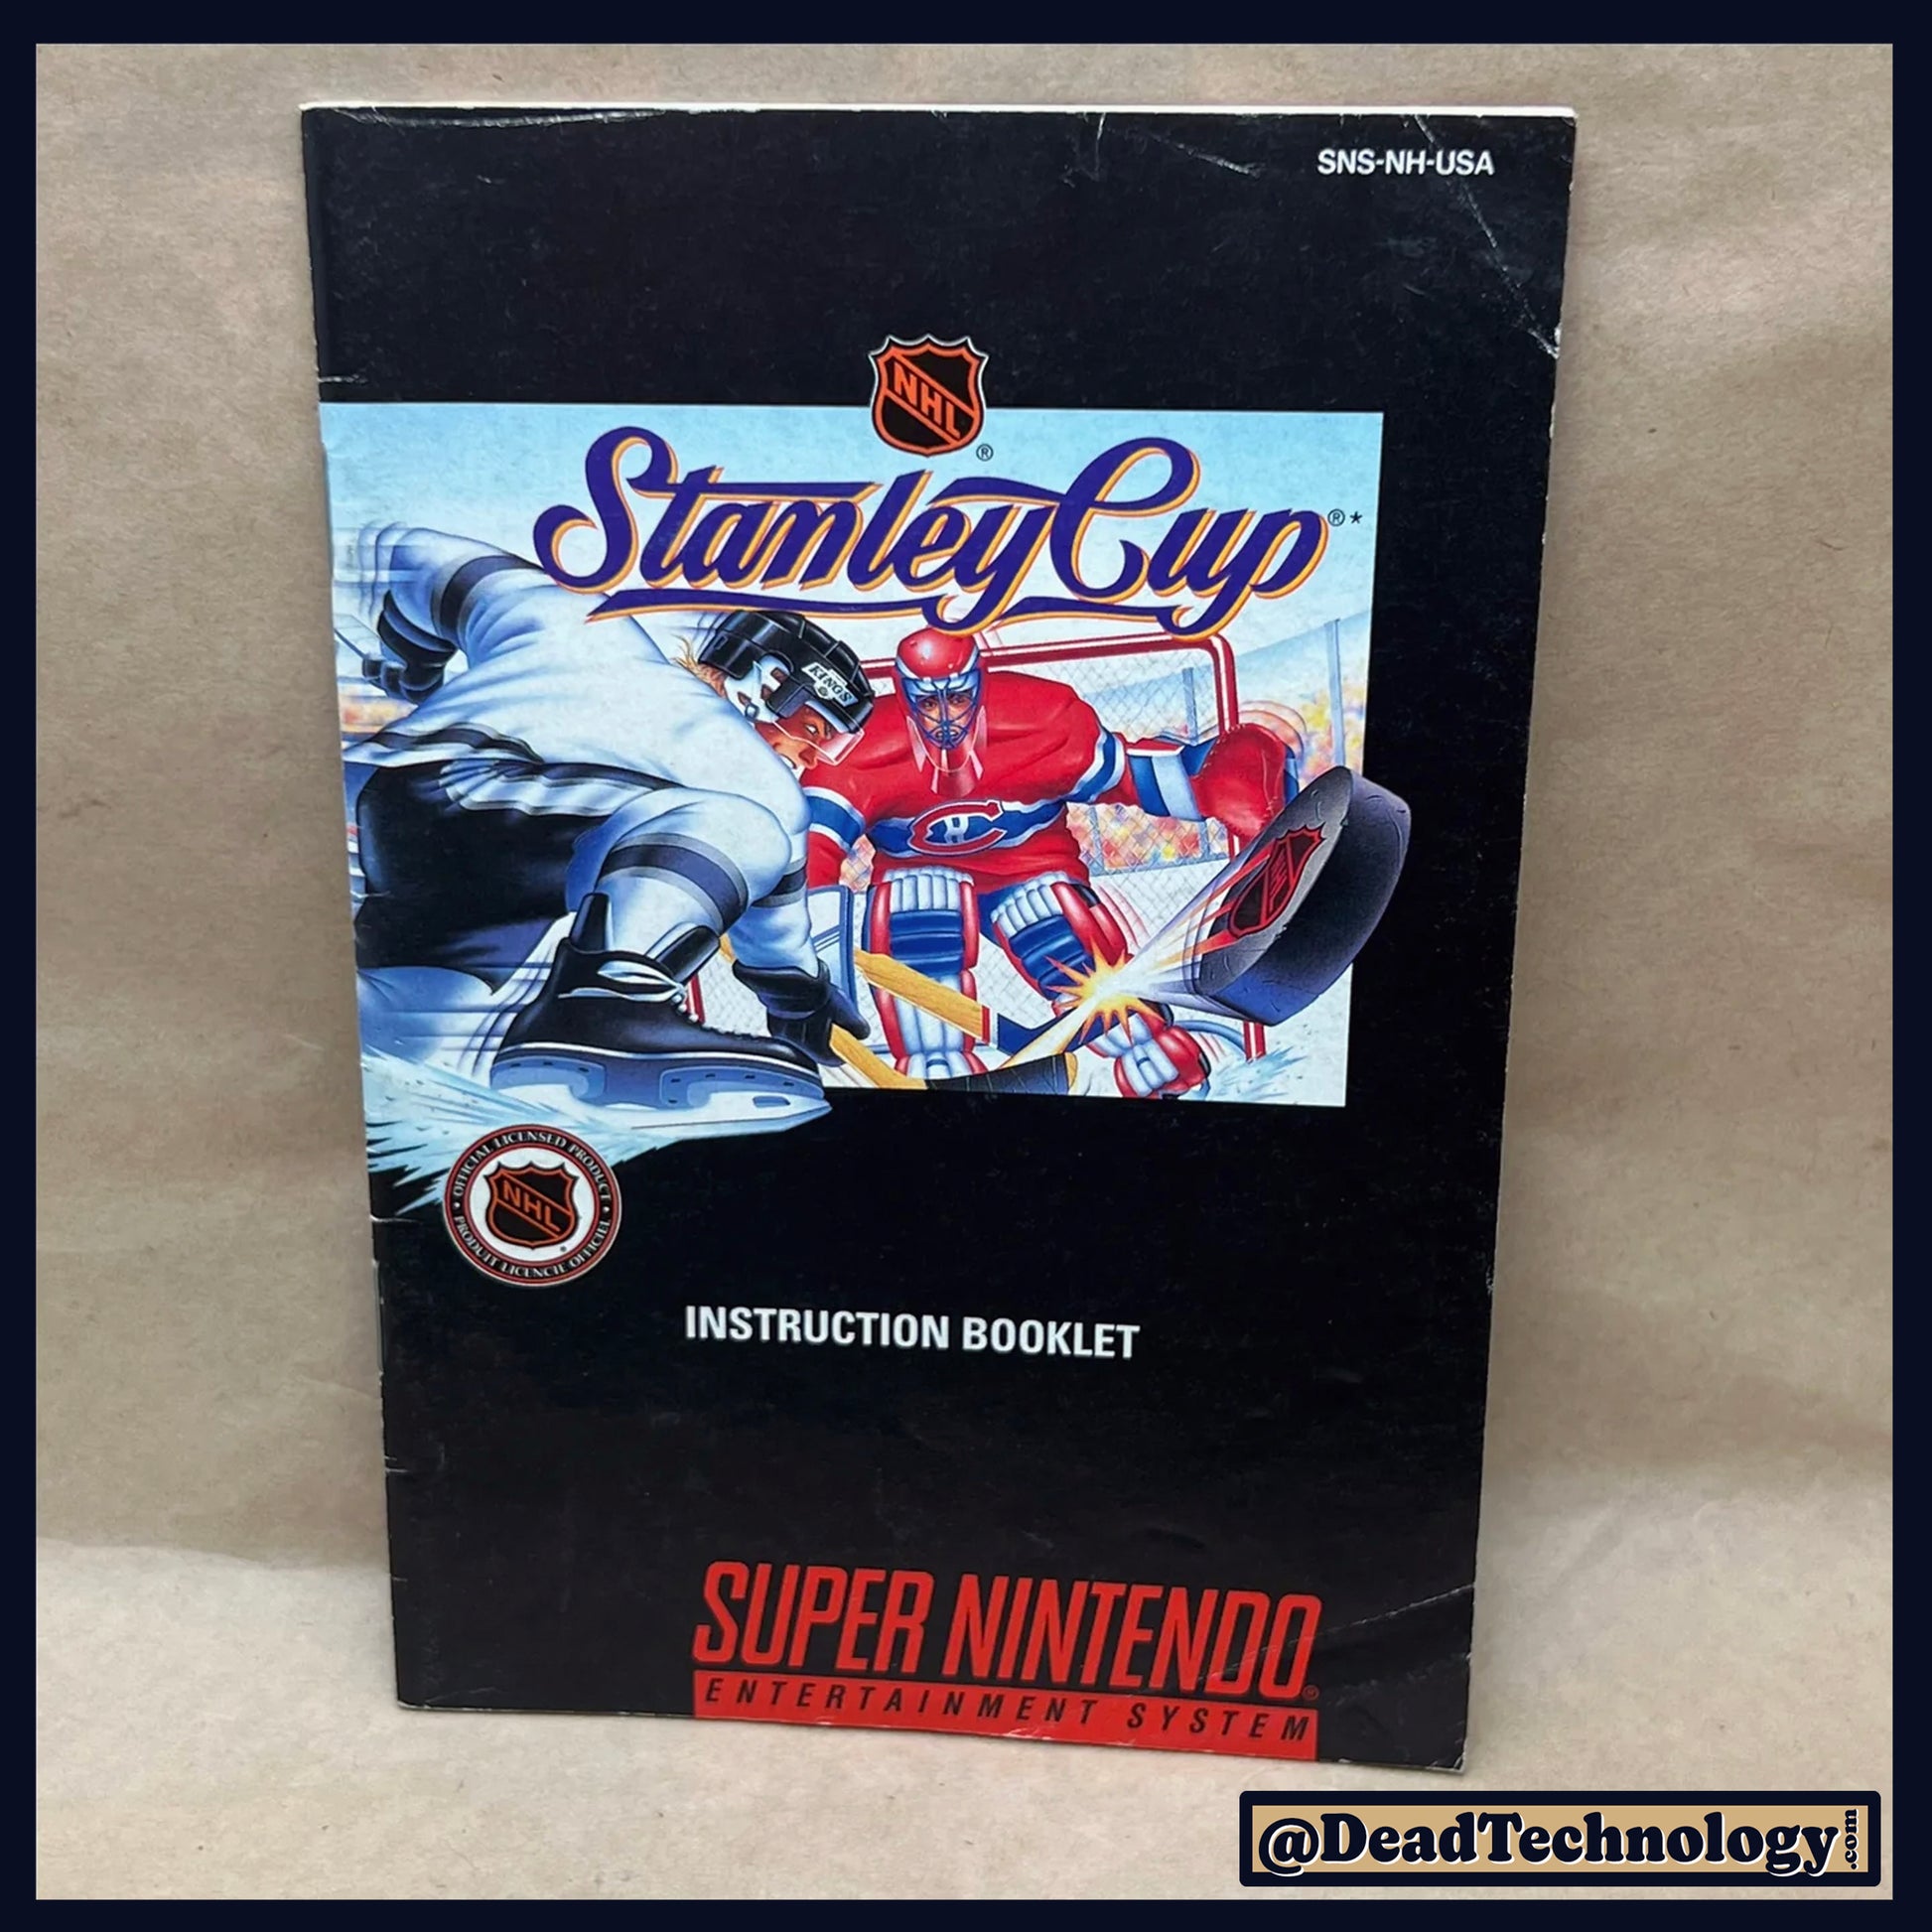 SNS-NH-USA
NHL
®
Stanley Cup®*
C H
NHL
OFFICIAL LICENSED PRODUCT
NHL
PRODUIT LICENCIE OFFICIEL
INSTRUCTION BOOKLET
SUPER NINTENDO®
ENTERTAINMENT SYSTEM
@DeadTechnology.com